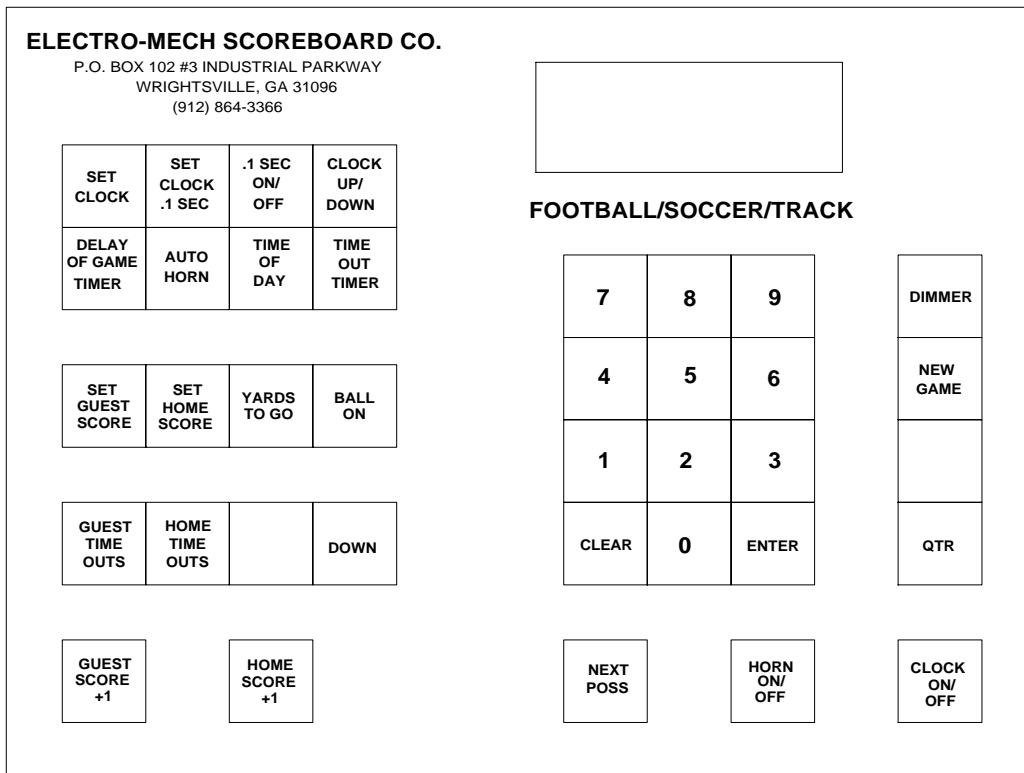 ELECTRO-MECH SCOREBOARD CO.
P.O. BOX 102 #3 INDUSTRIAL PARKWAY
WRIGHTSVILLE, GA 31096
(912) 864-3366
SET
CLOCK
SET
CLOCK
.1 SEC
.1 SEC
ON/
OFF
CLOCK
UP/
DOWN
DELAY
OF GAME
TIMER
AUTO
HORN
TIME
OF
DAY
TIME
OUT
TIMER
SET
GUEST
SCORE
SET
HOME
SCORE
YARDS
TO GO
BALL
ON
GUEST
TIME
OUTS
HOME
TIME
OUTS
DOWN
GUEST
SCORE
+1
HOME
SCORE
+1
FOOTBALL/SOCCER/TRACK
7
8
9
4
5
6
1
2
3
CLEAR
0
ENTER
DIMMER
NEW
GAME
QTR
NEXT
POSS
HORN
ON/
OFF
CLOCK
ON/
OFF